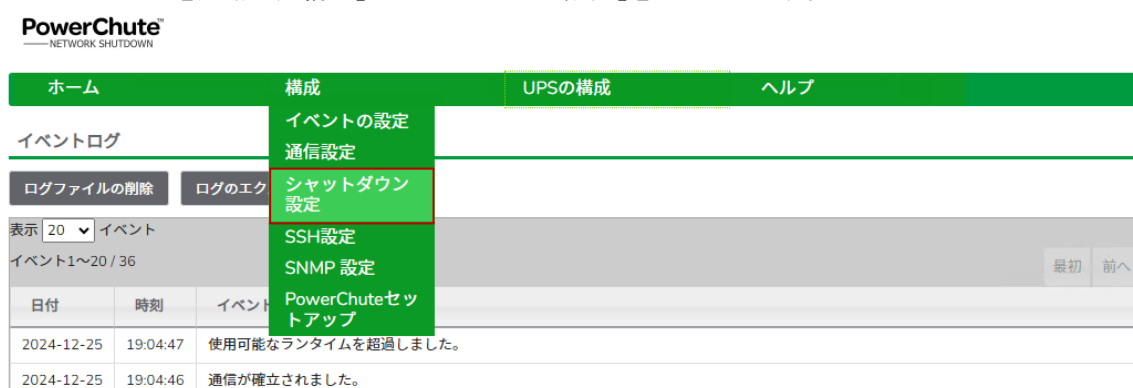 PowerChute™
NETWORK SHUTDOWN
ホーム 構成 UPSの構成 ヘルプ
イベントの設定
通信設定
シャットダウン
設定
SSH設定
SNMP 設定
PowerChuteセッ
トアップ
イベントログ
ログファイルの削除 ログのエク
表示 20 イベント
イベント1～20 / 36
最初 前へ
日付 時刻 イベント
2024-12-25 19:04:47 使用可能なランタイムを超過しました。
2024-12-25 19:04:46 通信が確立されました。